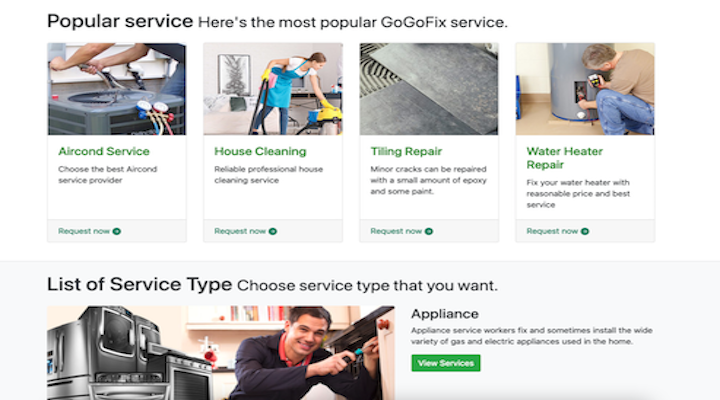 Popular service Here's the most popular GoGoFix service.
Aircond Service
Choose the best Aircond
service provider
Request now
House Cleaning
Reliable professional house
cleaning service
Request now
Tiling Repair
Minor cracks can be repaired
with a small amount of epoxy
and some paint.
Request now
Water Heater
Repair
Fix your water heater with
reasonable price and best
service
Request now
List of Service Type Choose service type that you want.
Appliance
Appliance service workers fix and sometimes install the wide
variety of gas and electric appliances used in the home.
View Services